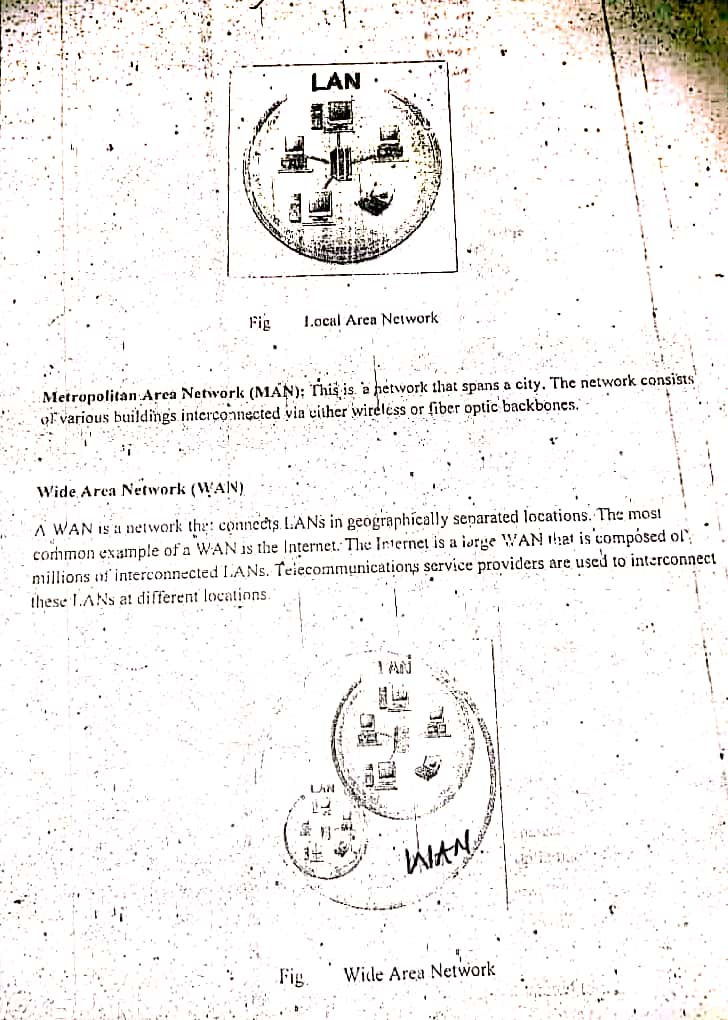 LAN
Fig Local Area Network
Metropolitan Area Network (MAN): This is a network that spans a city. The network consists
of various buildings interconnected via either wireless or fiber optic backbones.
Wide Area Network (WAN)
A WAN is a network that connects LANs in geographically separated locations. The most
common example of a WAN is the Internet. The Internet is a large WAN that is composed of
millions of interconnected LANs. Telecommunications service providers are used to interconnect
these LANs at different locations.
LAN
LAN
WAN
Fig. Wide Area Network